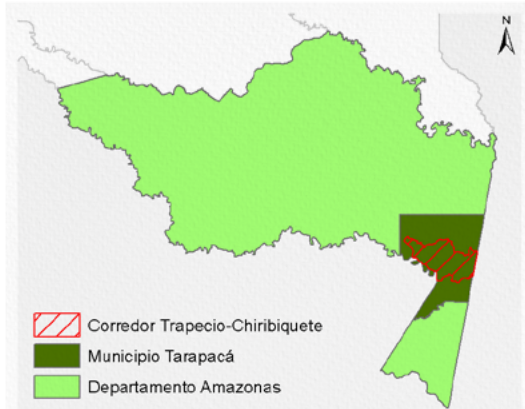 N
Corredor Trapecio-Chiribiquete
Municipio Tarapacá
Departamento Amazonas